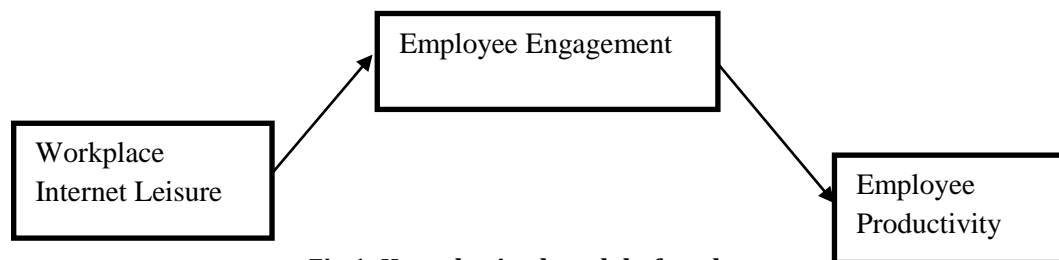 Employee Engagement
Workplace
Internet Leisure
Employee
Productivity